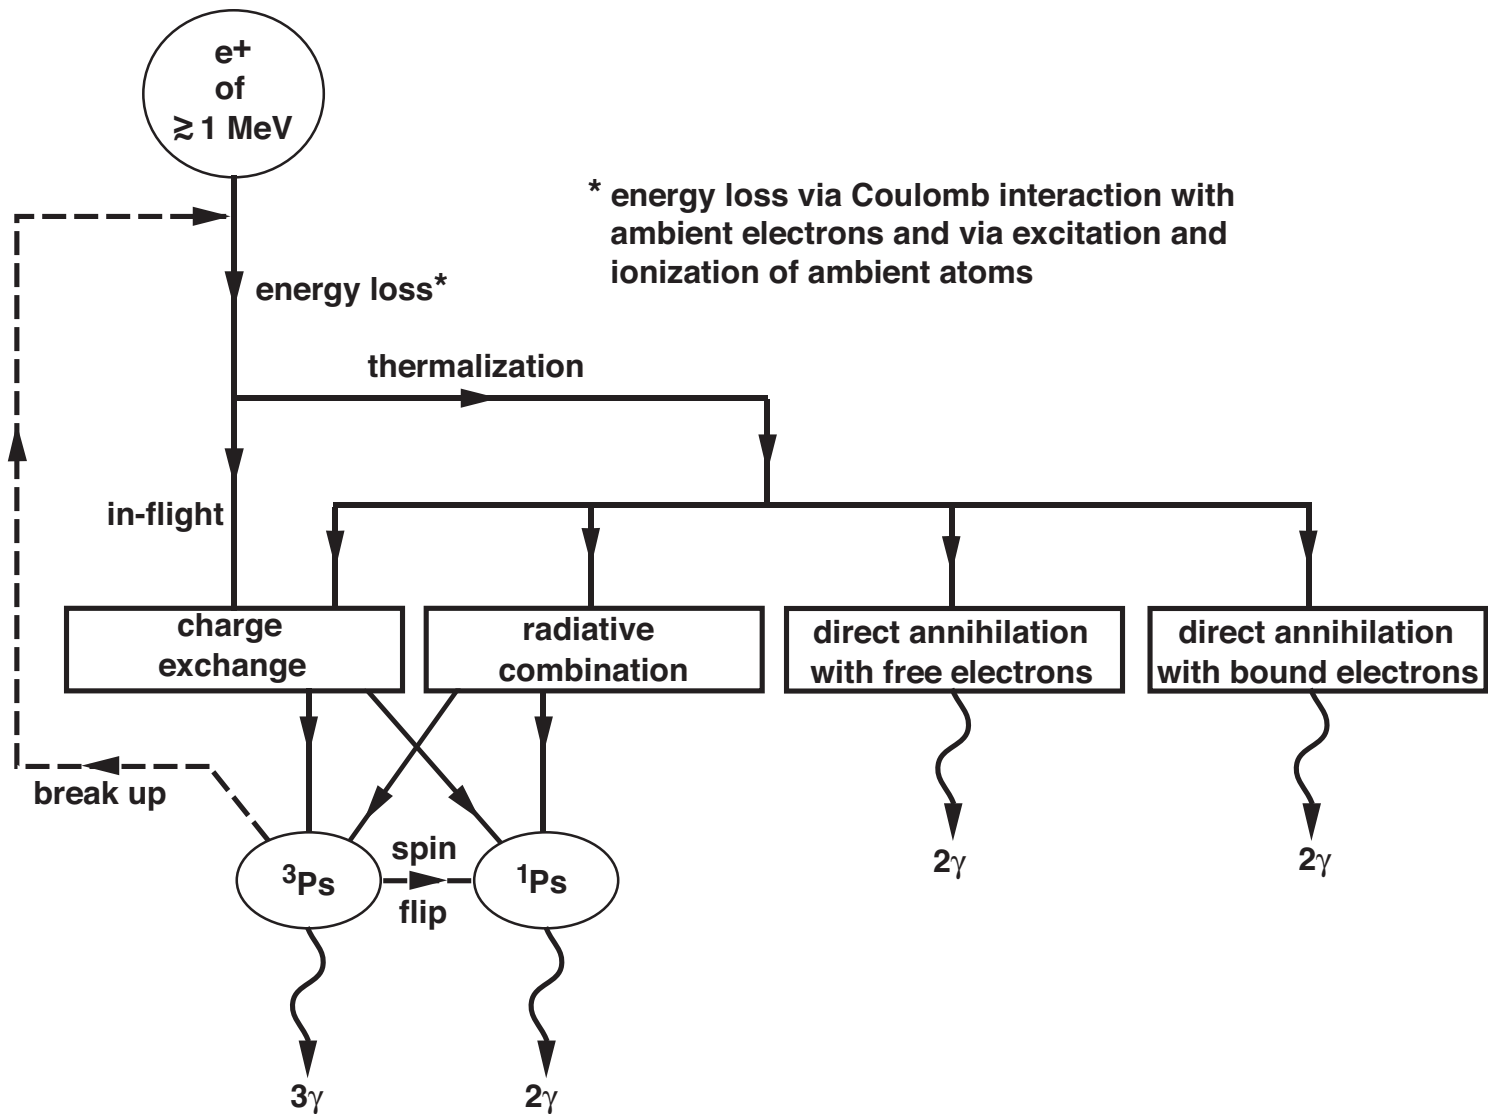 e+
of
≳ 1 MeV
* energy loss via Coulomb interaction with
ambient electrons and via excitation and
ionization of ambient atoms
energy loss*
thermalization
in-flight
charge
exchange
radiative
combination
direct annihilation
with free electrons
direct annihilation
with bound electrons
break up
³Ps
spin
flip
¹Ps
2γ
2γ
3γ
2γ